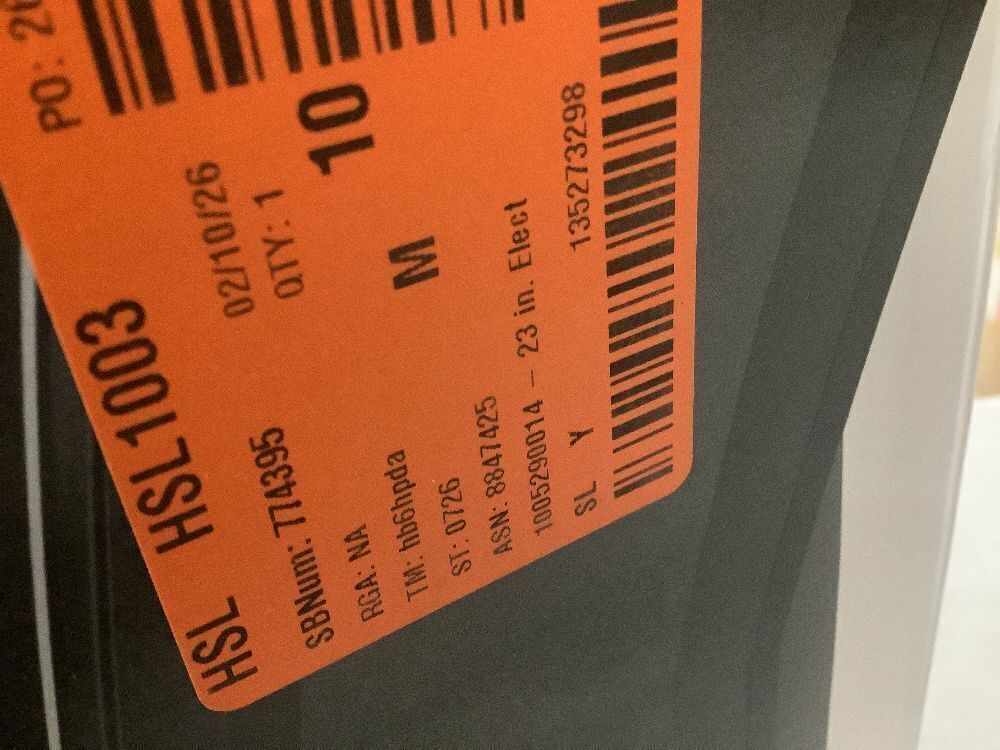 PO: 2
HSL HSL1003
02/10/26
SBNum: 774395 QTY: 1
RGA: NA 10
TM: hb6hpda M
ST: 0726
ASN: 8847425
1005290014 – 23 in. Elect
SL Y 135273298